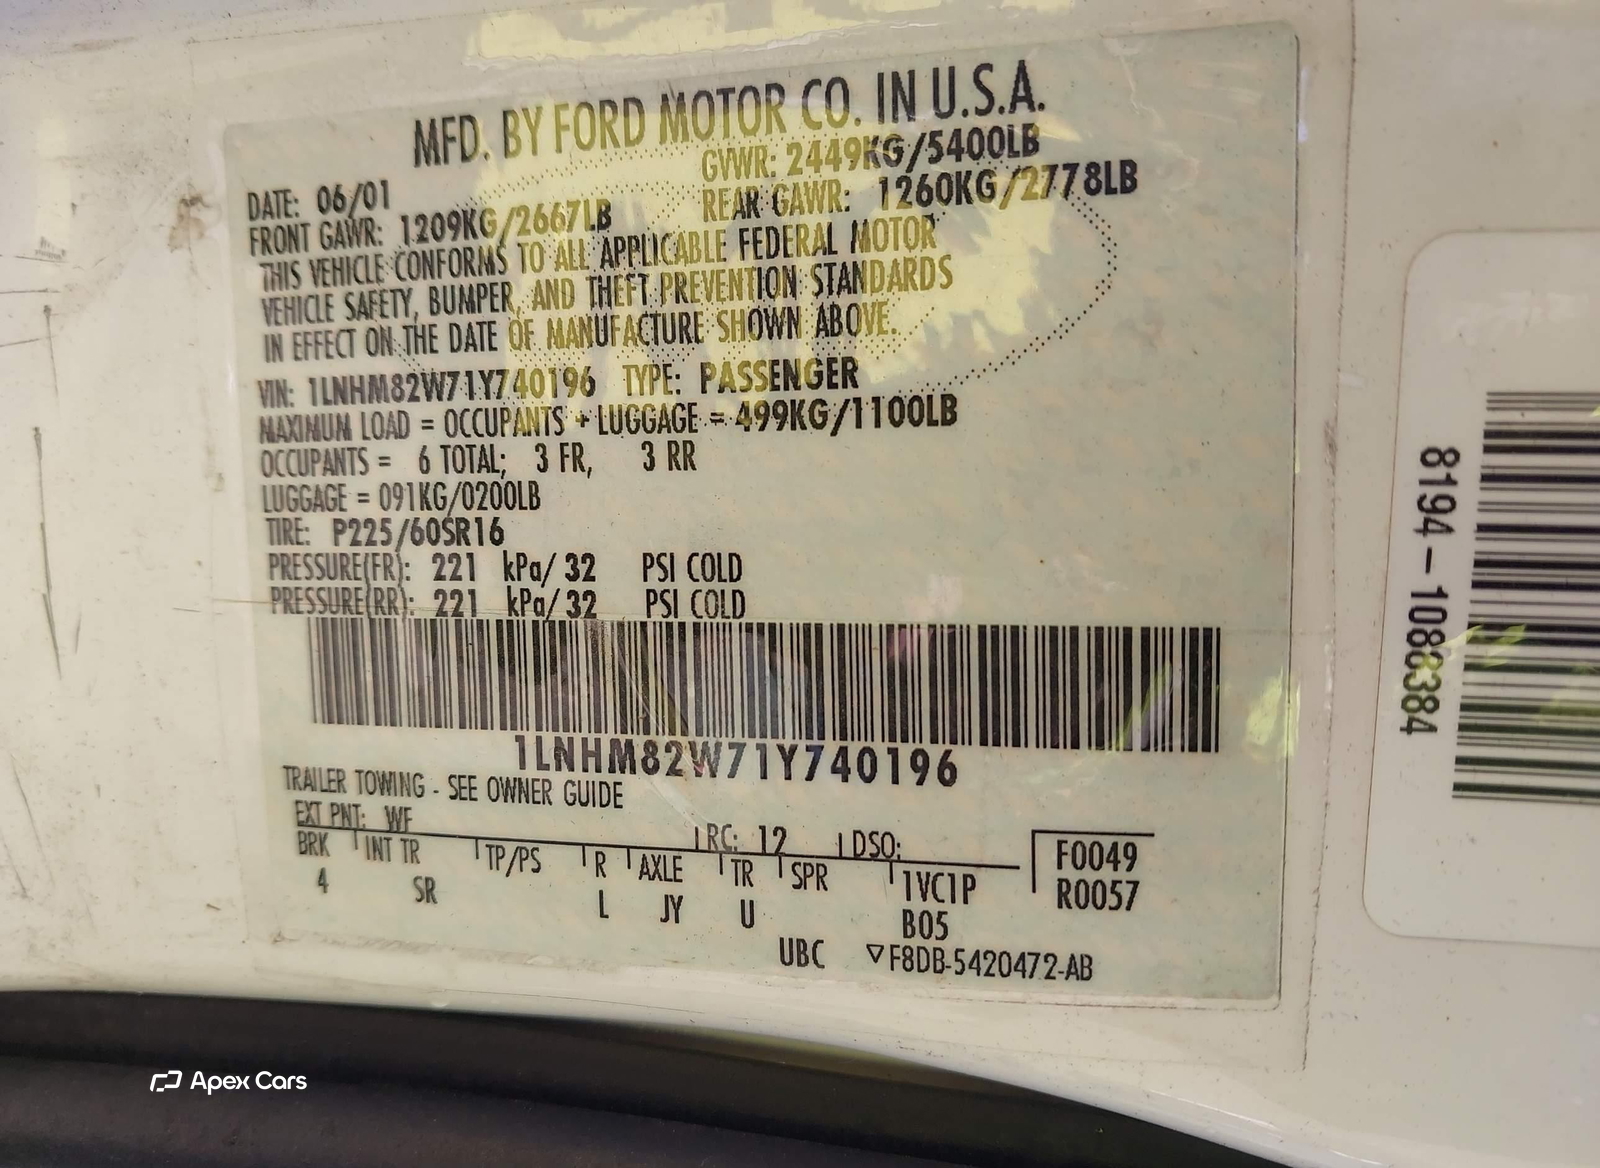 MFD. BY FORD MOTOR CO. IN U.S.A.
DATE: 06/01 GVWR: 2449KG/5400LB
FRONT GAWR: 1209KG/2667LB REAR GAWR: 1260KG/2778LB
THIS VEHICLE CONFORMS TO ALL APPLICABLE FEDERAL MOTOR
VEHICLE SAFETY, BUMPER, AND THEFT PREVENTION STANDARDS
IN EFFECT ON THE DATE OF MANUFACTURE SHOWN ABOVE.
VIN: 1LNHM82W71Y740196 TYPE: PASSENGER
MAXIMUM LOAD = OCCUPANTS + LUGGAGE = 499KG/1100LB
OCCUPANTS = 6 TOTAL; 3 FR, 3 RR
LUGGAGE = 091KG/0200LB
TIRE: P225/60SR16
PRESSURE(FR): 221 kPa/ 32 PSI COLD
PRESSURE(RR): 221 kPa/ 32 PSI COLD
1LNHM82W71Y740196
TRAILER TOWING - SEE OWNER GUIDE
EXT PNT: WF RC: 12 DSO: F0049
BRK INT TR TP/PS R AXLE TR SPR 1VC1P R0057
4 SR L JY U B05
UBC ▽F8DB-5420472-AB
8194-1083384
Apex Cars